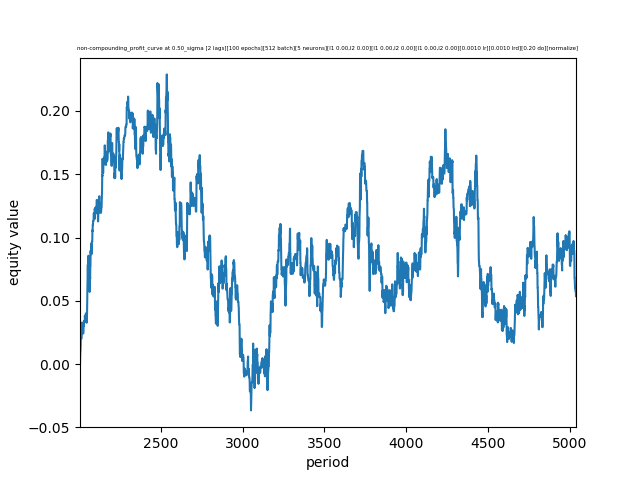 non-compounding_profit_curve at 0.50_sigma [2 lags][100 epochs][512 batch][5 neurons][l1 0.00,l2 0.00][l1 0.00,l2 0.00][l1 0.00,l2 0.00][0.0010 lr][0.0010 lrd][0.20 do][normalize]
0.20
0.15
0.10
0.05
0.00
−0.05
equity value
2500 3000 3500 4000 4500 5000
period